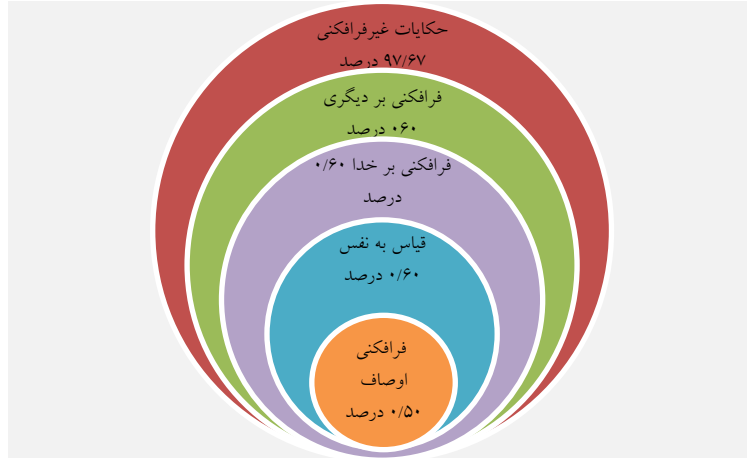 حکایات غیرفرافکنی
۹۷/۶۷ درصد
فرافکنی بر دیگری
۰۶۰ درصد
فرافکنی بر خدا ۰/۶۰
درصد
قیاس به نفس
۰/۶۰ درصد
فرافکنی
اوصاف
۰/۵۰ درصد